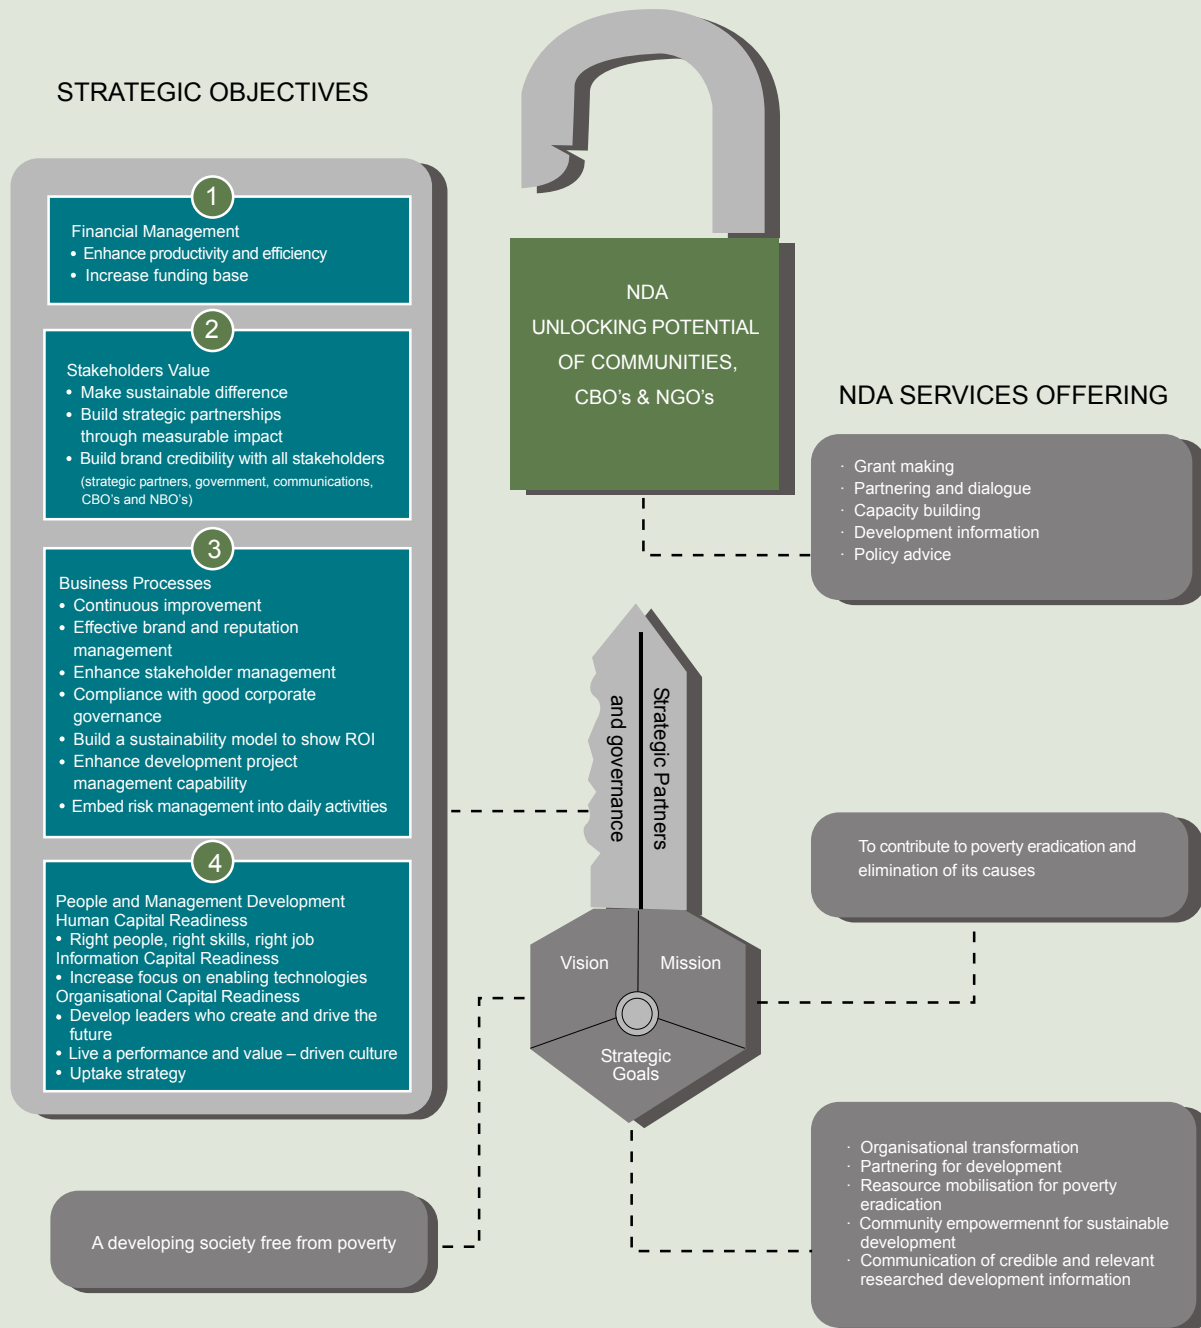 STRATEGIC OBJECTIVES
1
Financial Management
• Enhance productivity and efficiency
• Increase funding base
2
Stakeholders Value
• Make sustainable difference
• Build strategic partnerships
through measurable impact
• Build brand credibility with all stakeholders
(strategic partners, government, communications,
CBO's and NBO's)
3
Business Processes
• Continuous improvement
• Effective brand and reputation
management
• Enhance stakeholder management
• Compliance with good corporate
governance
• Build a sustainability model to show ROI
• Enhance development project
management capability
• Embed risk management into daily activities
4
People and Management Development
Human Capital Readiness
• Right people, right skills, right job
Information Capital Readiness
• Increase focus on enabling technologies
Organisational Capital Readiness
• Develop leaders who create and drive the
future
• Live a performance and value – driven culture
• Uptake strategy
NDA
UNLOCKING POTENTIAL
OF COMMUNITIES,
CBO's & NGO's
NDA SERVICES OFFERING
· Grant making
· Partnering and dialogue
· Capacity building
· Development information
· Policy advice
Strategic Partners
and governance
Vision
Mission
Strategic
Goals
To contribute to poverty eradication and
elimination of its causes
A developing society free from poverty
· Organisational transformation
· Partnering for development
· Reasource mobilisation for poverty
eradication
· Community empowermennt for sustainable
development
· Communication of credible and relevant
researched development information